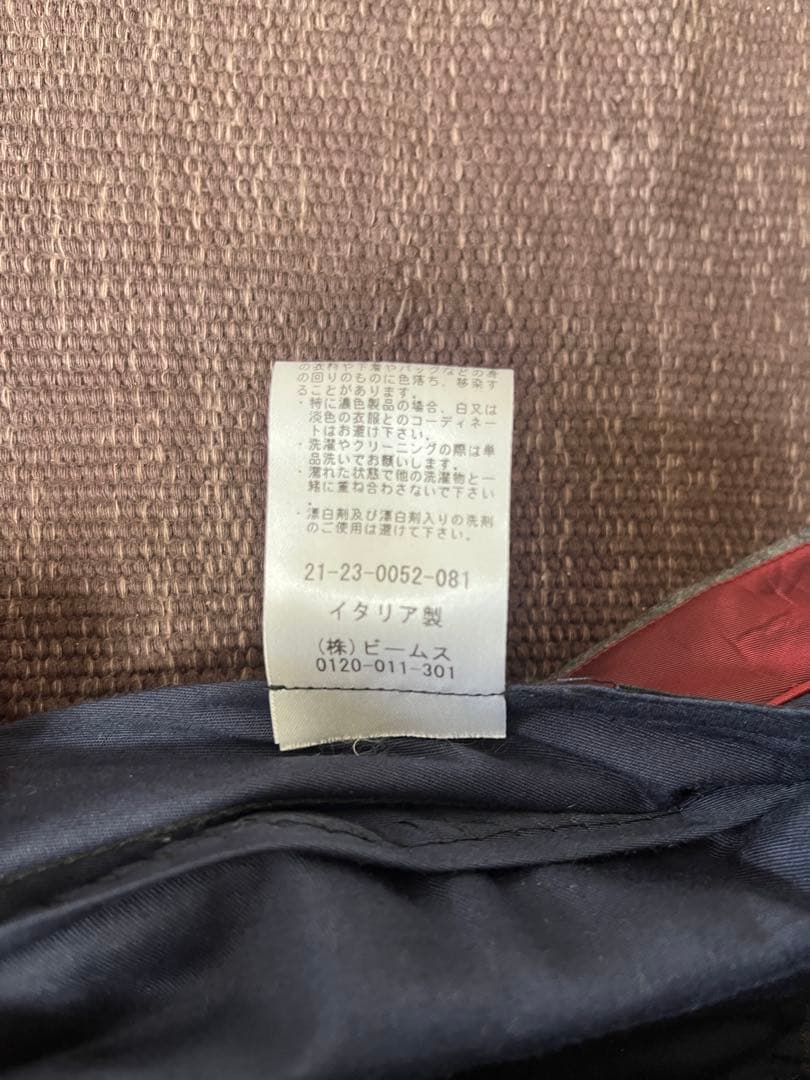 の衣料や下着やバッグなどの身
の回りのものに色落ち、移染す
ることがあります。
・特に濃色製品の場合、白又は
淡色の衣服とのコーディネー
トはお避け下さい。
・洗濯やクリーニングの際は単
品洗いでお願いします。
・濡れた状態で他の洗濯物と一
緒に重ね合わさないで下さい
。
・漂白剤及び漂白剤入りの洗剤
のご使用は避けて下さい。
21-23-0052-081
イタリア製
(株)ビームス
0120-011-301